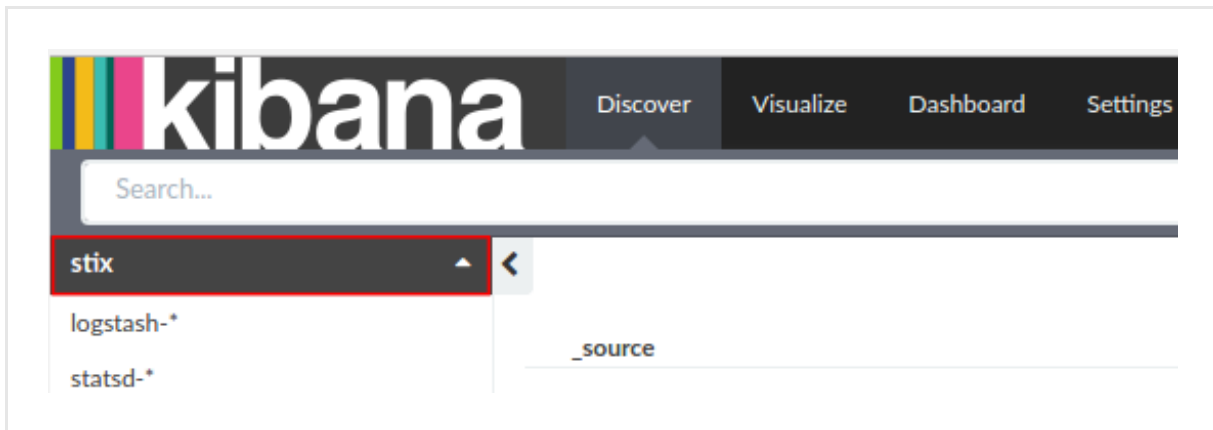 kibana Discover Visualize Dashboard Settings
Search...
stix
logstash-*
_source
statsd-*